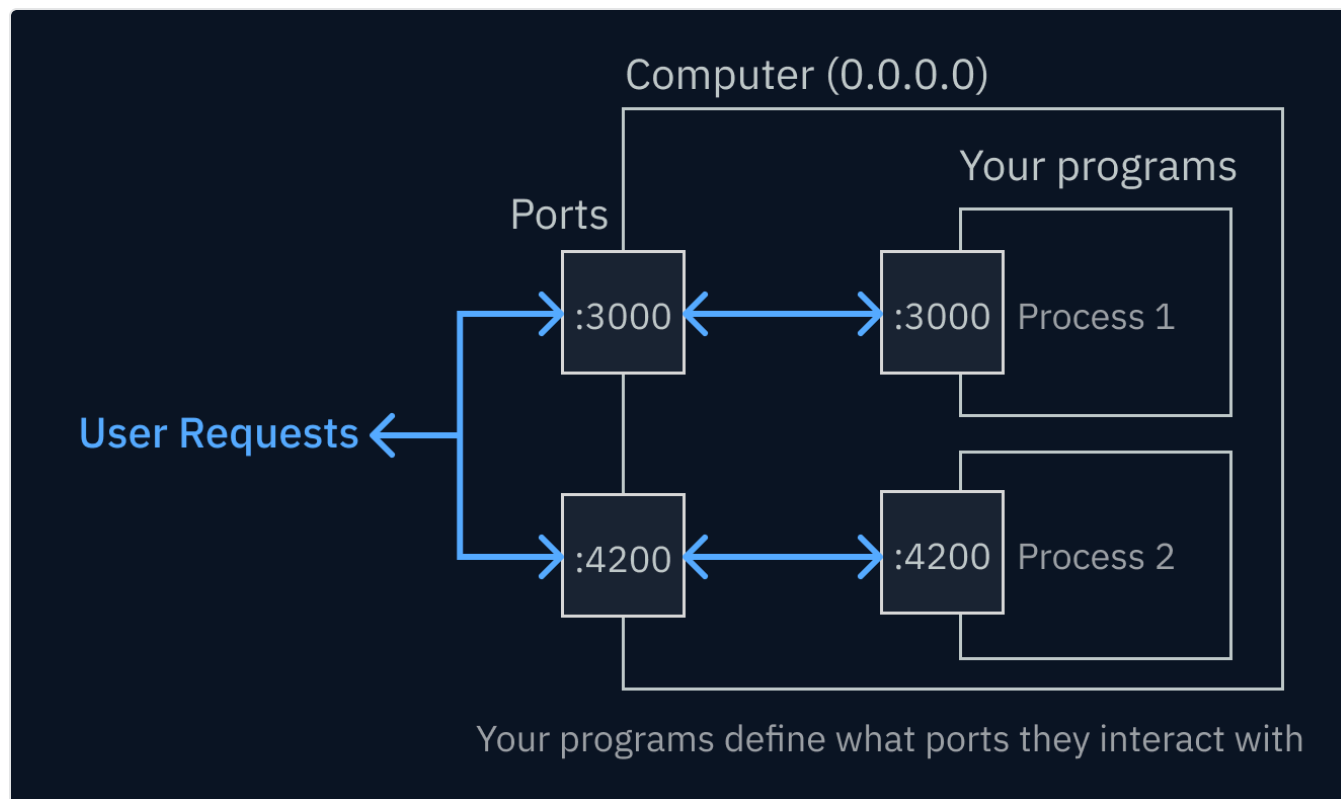 Computer (0.0.0.0)
Your programs
Ports
:3000
:3000
Process 1
User Requests
:4200
:4200
Process 2
Your programs define what ports they interact with